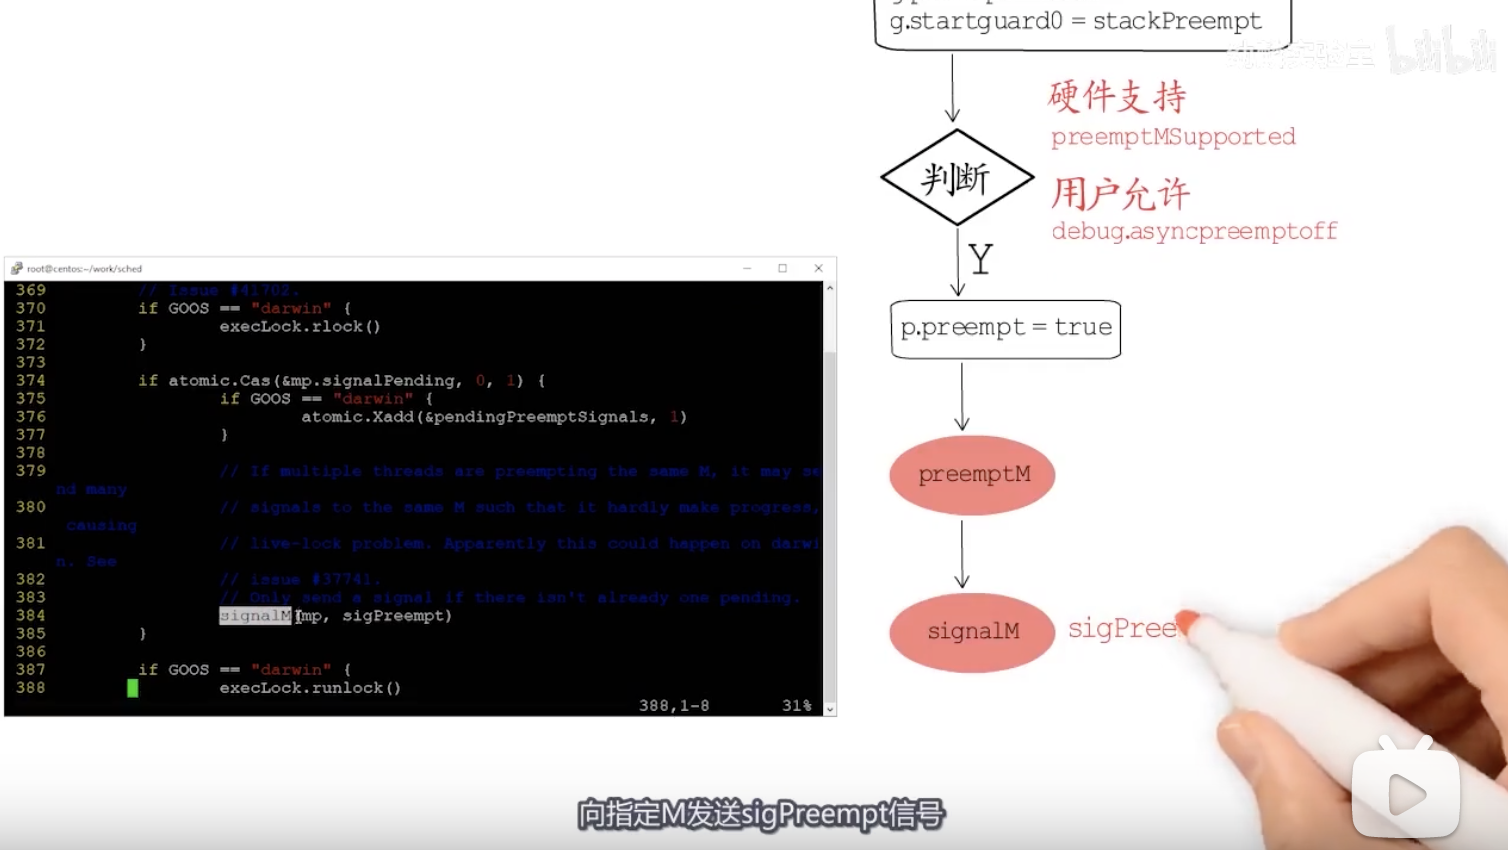 g.startguard0 = stackPreempt
bilibili
硬件支持
preemptMSupported
判断
用户允许
debug.asyncpreemptoff
Y
p.preempt = true
preemptM
signalM
sigPree
root@centos:~/work/sched
369 // Issue #41702.
370 if GOOS == "darwin" {
371 execLock.rlock()
372 }
373
374 if atomic.Cas(&mp.signalPending, 0, 1) {
375 if GOOS == "darwin" {
376 atomic.Xadd(&pendingPreemptSignals, 1)
377 }
378
379 // If multiple threads are preempting the same M, it may se
nd many
380 // signals to the same M such that it hardly make progress,
causing
381 // live-lock problem. Apparently this could happen on darwi
n. See
382 // issue #37741.
383 // Only send a signal if there isn't already one pending.
384 signalM(mp, sigPreempt)
385 }
386
387 if GOOS == "darwin" {
388 execLock.runlock()
388,1-8 31%
向指定M发送sigPreempt信号